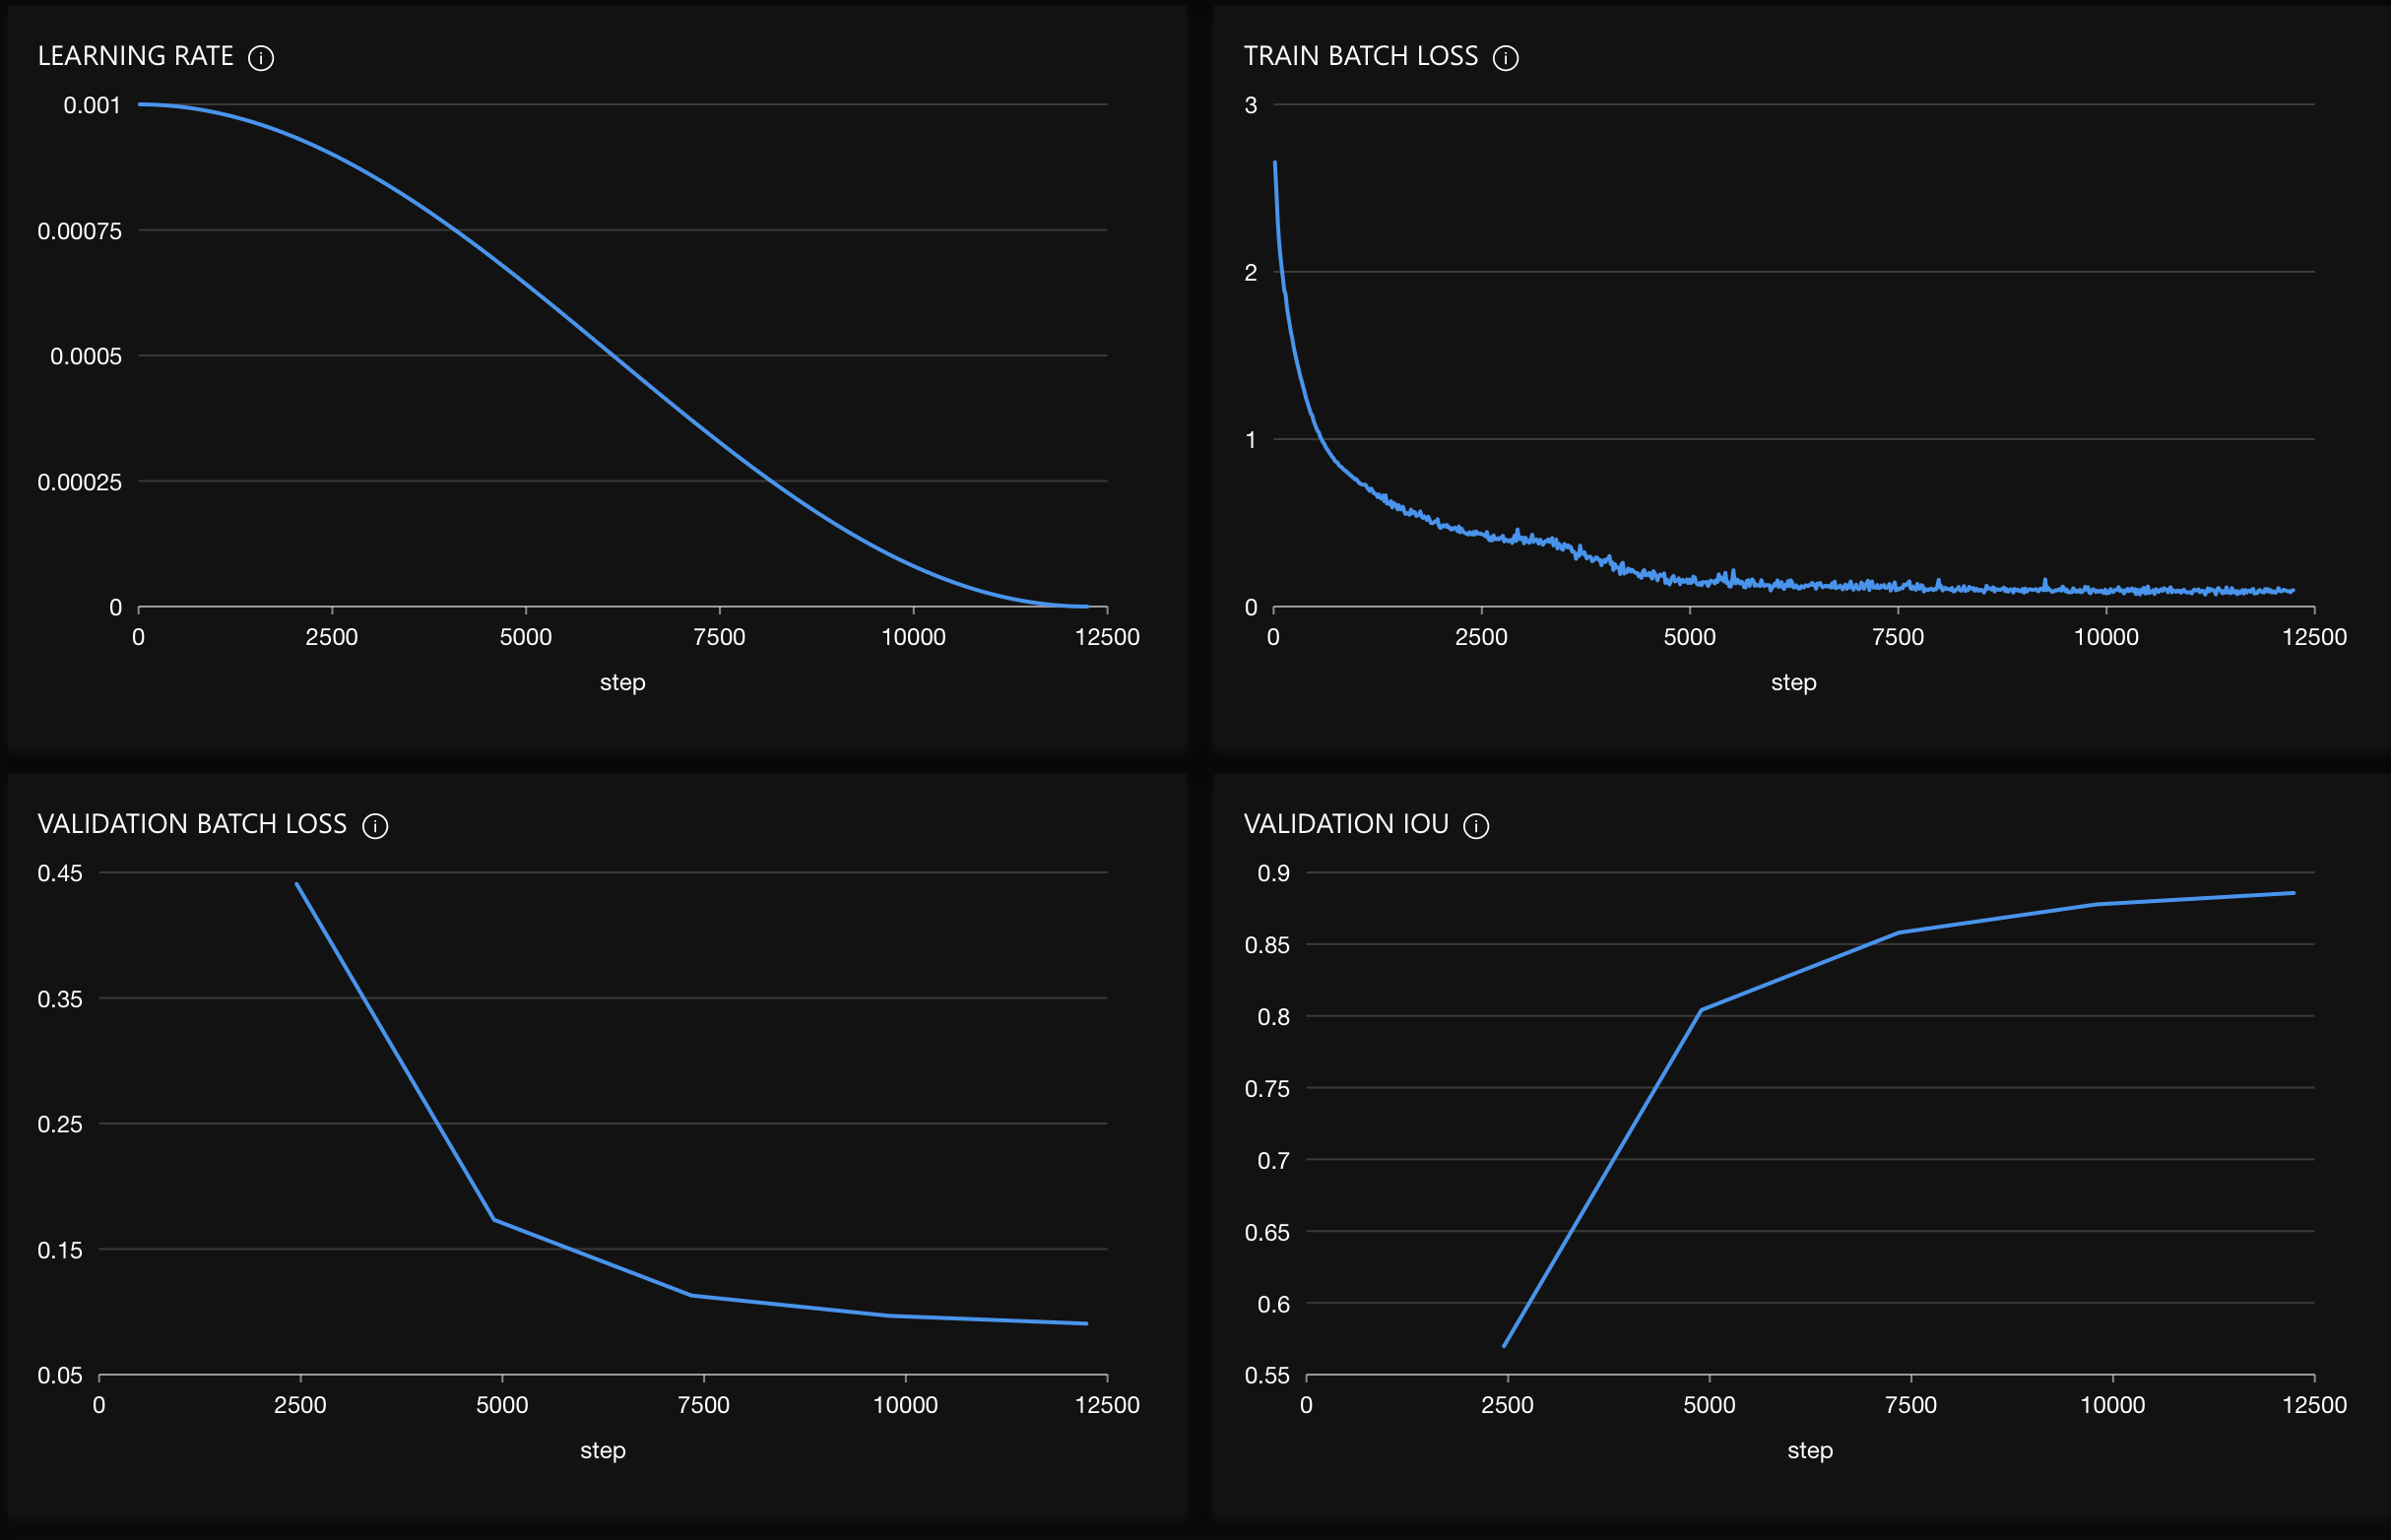 LEARNING RATE
0.001
0.00075
0.0005
0.00025
0
0 2500 5000 7500 10000 12500
step
TRAIN BATCH LOSS
3
2
1
0
0 2500 5000 7500 10000 12500
step
VALIDATION BATCH LOSS
0.45
0.35
0.25
0.15
0.05
0 2500 5000 7500 10000 12500
step
VALIDATION IOU
0.9
0.85
0.8
0.75
0.7
0.65
0.6
0.55
0 2500 5000 7500 10000 12500
step